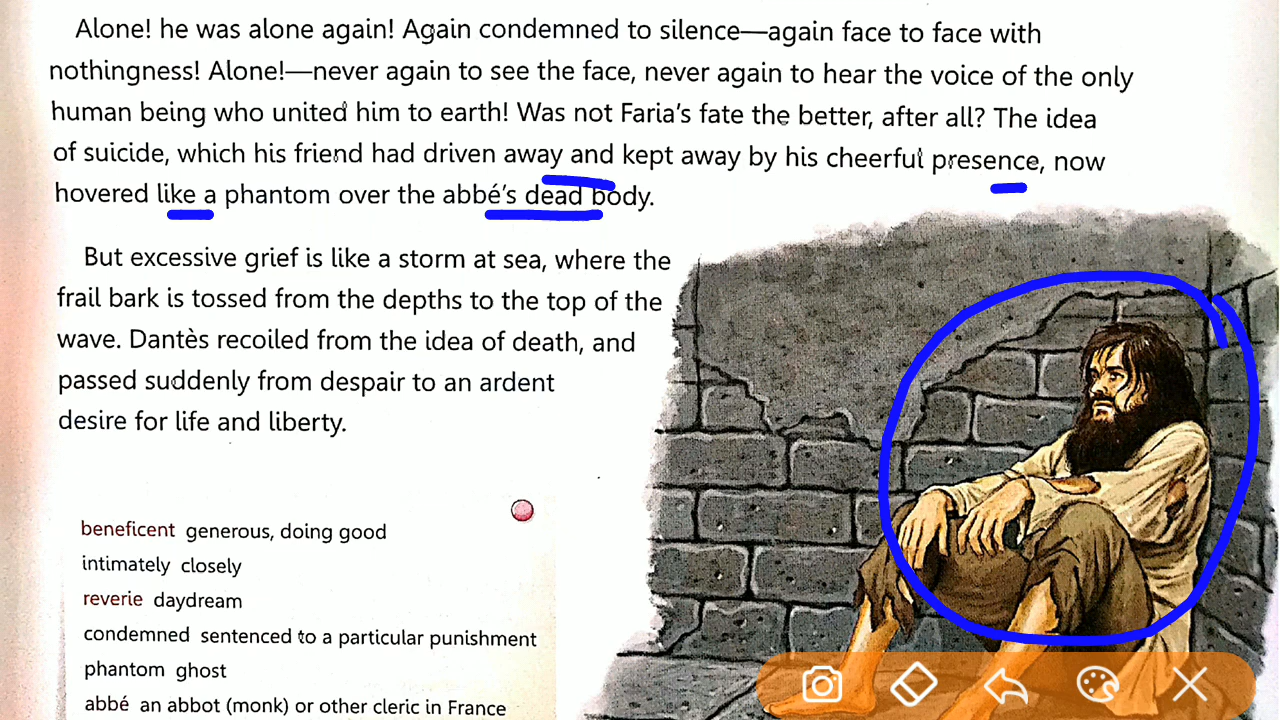 Alone! he was alone again! Again condemned to silence—again face to face with
nothingness! Alone!—never again to see the face, never again to hear the voice of the only
human being who united him to earth! Was not Faria's fate the better, after all? The idea
of suicide, which his friend had driven away and kept away by his cheerful presence, now
hovered like a phantom over the abbé's dead body.
But excessive grief is like a storm at sea, where the
frail bark is tossed from the depths to the top of the
wave. Dantès recoiled from the idea of death, and
passed suddenly from despair to an ardent
desire for life and liberty.
beneficent generous, doing good
intimately closely
reverie daydream
condemned sentenced to a particular punishment
phantom ghost
abbé an abbot (monk) or other cleric in France